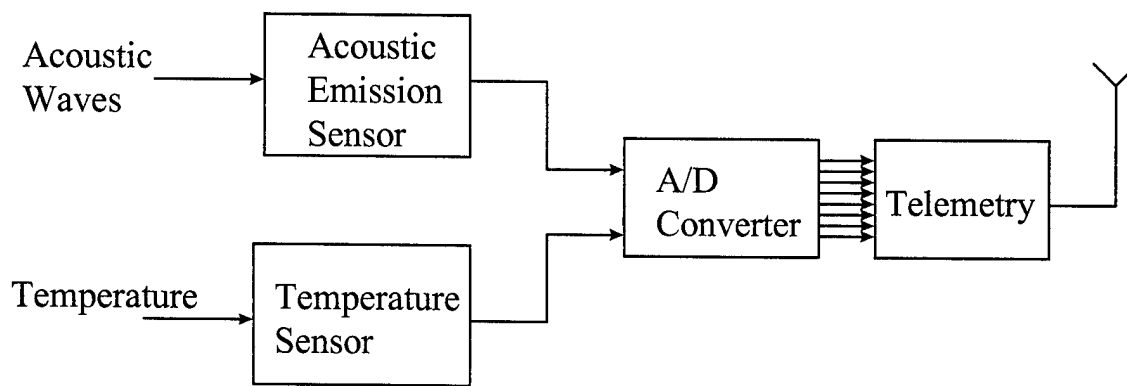 Acoustic
Waves
Acoustic
Emission
Sensor
A/D
Converter
Telemetry
Temperature
Temperature
Sensor